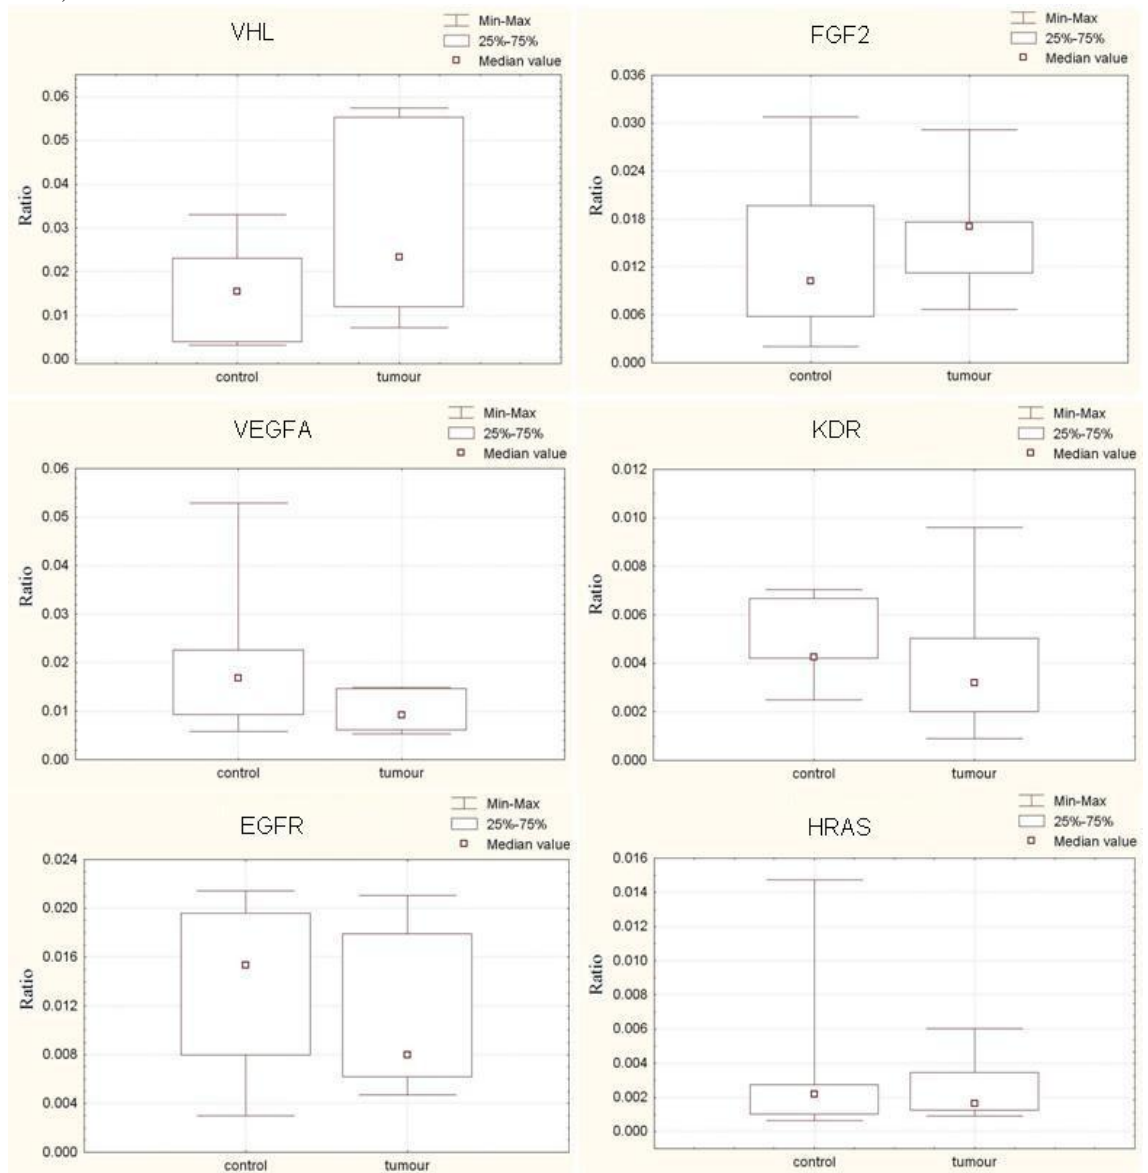 VHL
Min-Max
25%-75%
Median value
0.06
0.05
0.04
0.03
0.02
0.01
0.00
Ratio
control
tumour
FGF2
Min-Max
25%-75%
Median value
0.036
0.030
0.024
0.018
0.012
0.006
0.000
Ratio
control
tumour
VEGFA
Min-Max
25%-75%
Median value
0.06
0.05
0.04
0.03
0.02
0.01
0.00
Ratio
control
tumour
KDR
Min-Max
25%-75%
Median value
0.012
0.010
0.008
0.006
0.004
0.002
0.000
Ratio
control
tumour
EGFR
Min-Max
25%-75%
Median value
0.024
0.020
0.016
0.012
0.008
0.004
0.000
Ratio
control
tumour
HRAS
Min-Max
25%-75%
Median value
0.016
0.014
0.012
0.010
0.008
0.006
0.004
0.002
0.000
Ratio
control
tumour